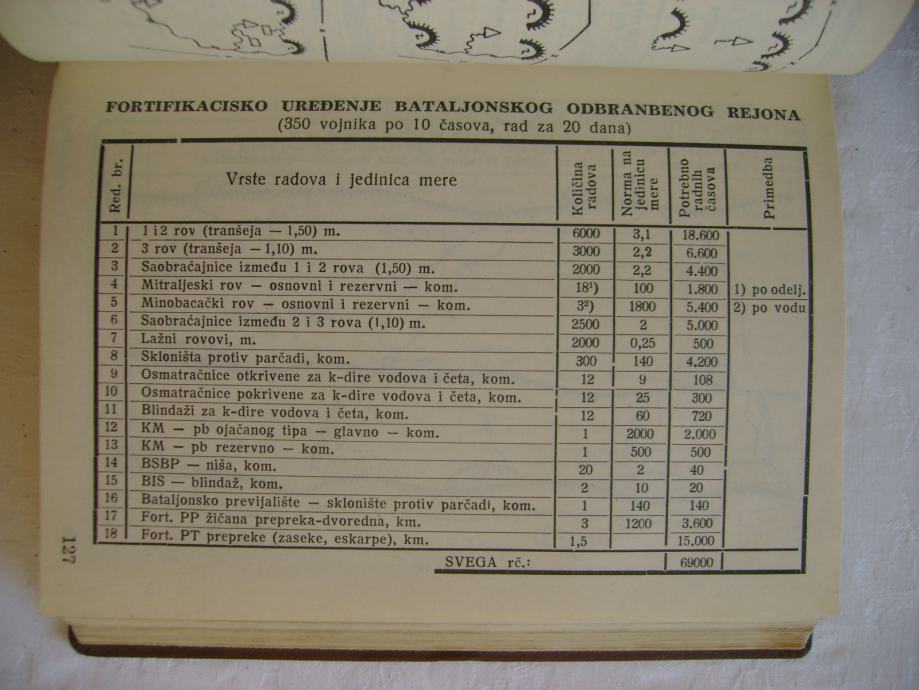 FORTIFIKACISKO UREĐENJE BATALJONSKOG ODBRANBENOG REJONA
(350 vojnika po 10 časova, rad za 20 dana)
Red. br. Vrste radova i jedinica mere Količina radova Norma na jedinicu mere Potrebno radnih časova Primedba
1 1 i 2 rov (tranšeja — 1,50) m. 6000 3,1 18.600
2 3 rov (tranšeja — 1,10) m. 3000 2,2 6.600
3 Saobraćajnice između 1 i 2 rova (1,50) m. 2000 2,2 4.400
4 Mitraljeski rov — osnovni i rezervni — kom. 18¹) 100 1.800 1) po odelj.
5 Minobacački rov — osnovni i rezervni — kom. 3²) 1800 5.400 2) po vodu
6 Saobraćajnice između 2 i 3 rova (1,10) m. 2500 2 5.000
7 Lažni rovovi, m. 2000 0,25 500
8 Skloništa protiv parčadi, kom. 300 140 4.200
9 Osmatračnice otkrivene za k-dire vodova i četa, kom. 12 9 108
10 Osmatračnice pokrivene za k-dire vodova i četa, kom. 12 25 300
11 Blindaži za k-dire vodova i četa, kom. 12 60 720
12 KM — pb ojačanog tipa — glavno — kom. 1 2000 2.000
13 KM — pb rezervno — kom. 1 500 500
14 BSBP — niša, kom. 20 2 40
15 BIS — blindaž, kom. 2 10 20
16 Bataljonsko previjalište — sklonište protiv parčadi, kom. 1 140 140
17 Fort. PP žičana prepreka-dvoredna, km. 3 1200 3.600
18 Fort. PT prepreke (zaseke, eskarpe), km. 1,5 15.000
SVEGA rč.: 69000
127